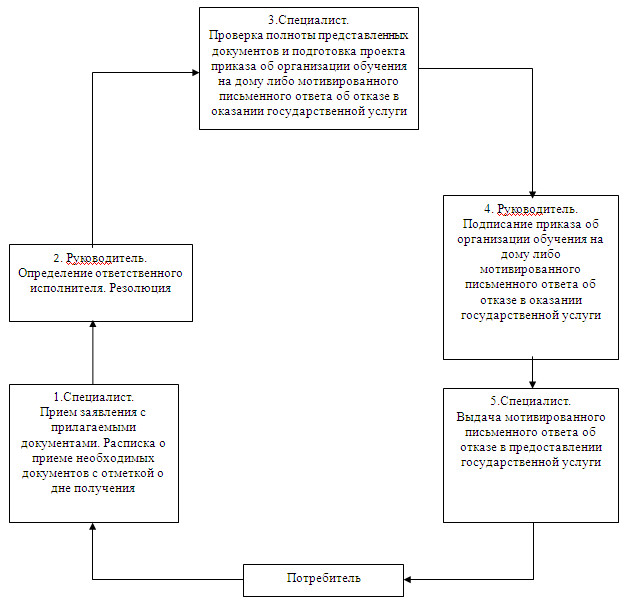 3.Специалист.
Проверка полноты представленных
документов и подготовка проекта
приказа об организации обучения
на дому либо мотивированного
письменного ответа об отказе в
оказании государственной услуги
4. Руководитель.
Подписание приказа об
организации обучения на
дому либо
мотивированного
письменного ответа об
отказе в оказании
государственной услуги
2. Руководитель.
Определение ответственного
исполнителя. Резолюция
1.Специалист.
Прием заявления с
прилагаемыми
документами. Расписка о
приеме необходимых
документов с отметкой о
дне получения
5.Специалист.
Выдача мотивированного
письменного ответа об
отказе в предоставлении
государственной услуги
Потребитель